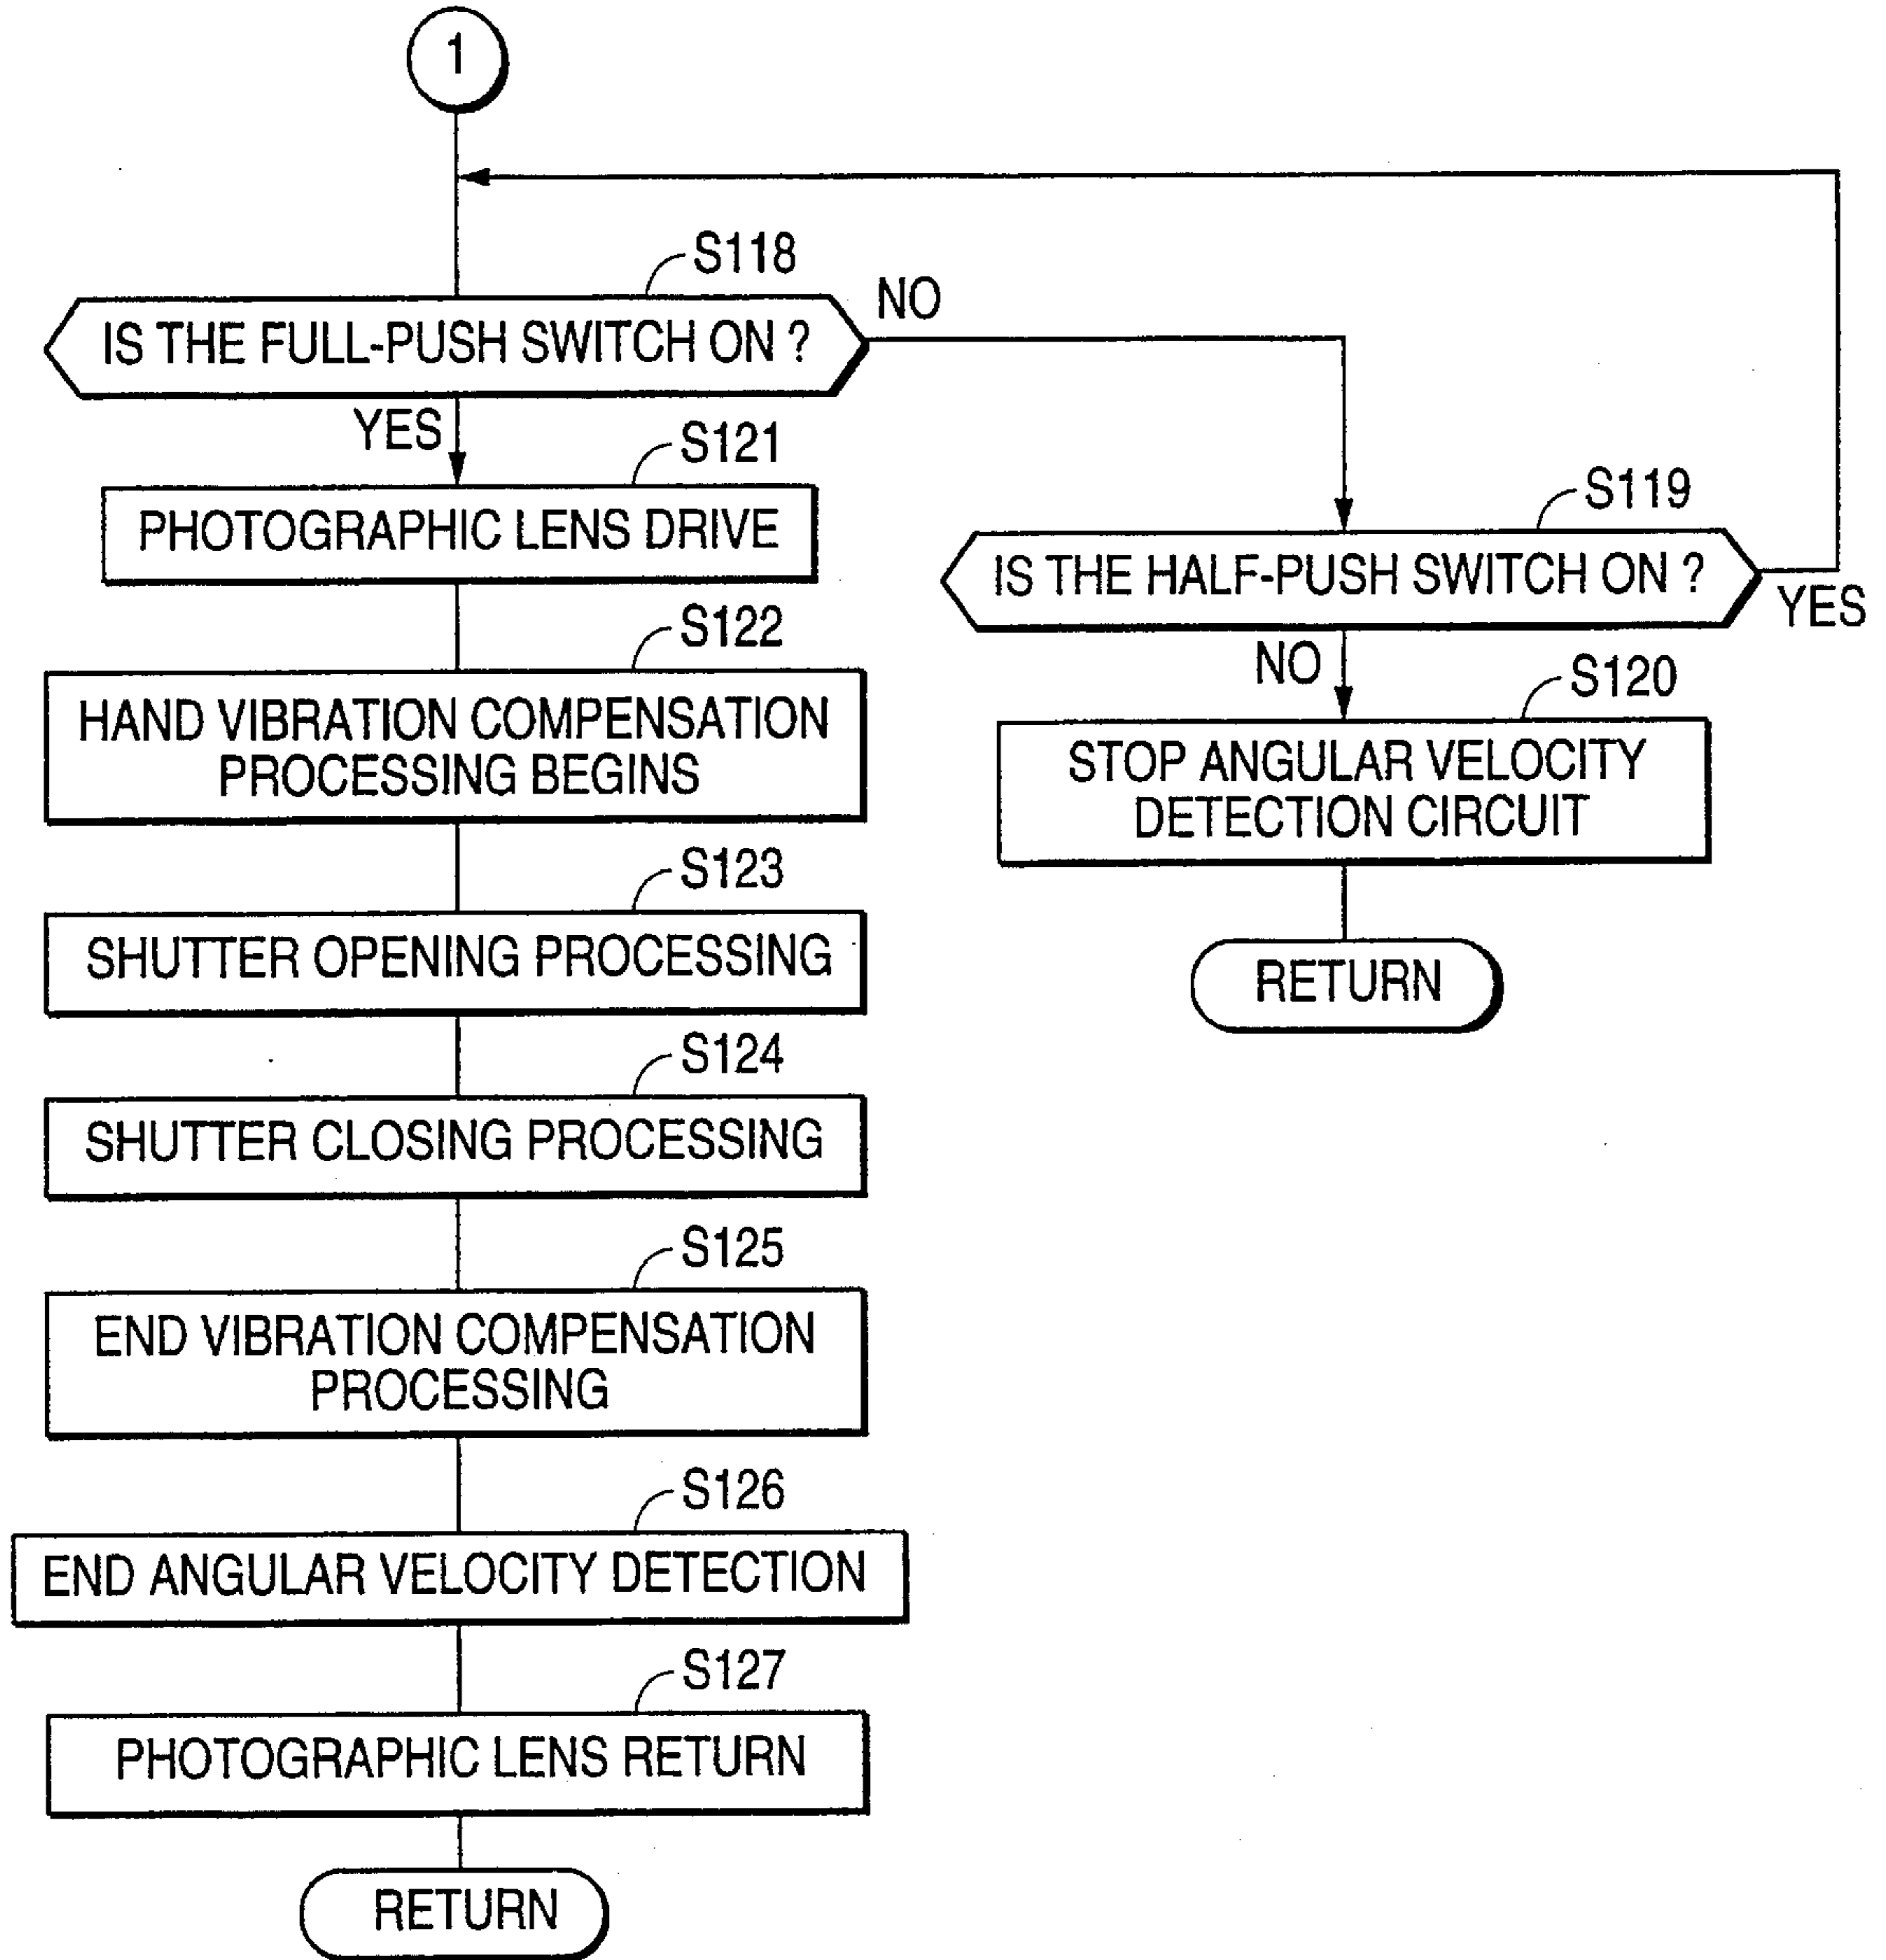 1
S118
IS THE FULL-PUSH SWITCH ON ?
NO
YES
S121
PHOTOGRAPHIC LENS DRIVE
S119
IS THE HALF-PUSH SWITCH ON ?
YES
S122
HAND VIBRATION COMPENSATION
PROCESSING BEGINS
NO
S120
STOP ANGULAR VELOCITY
DETECTION CIRCUIT
S123
SHUTTER OPENING PROCESSING
RETURN
S124
SHUTTER CLOSING PROCESSING
S125
END VIBRATION COMPENSATION
PROCESSING
S126
END ANGULAR VELOCITY DETECTION
S127
PHOTOGRAPHIC LENS RETURN
RETURN